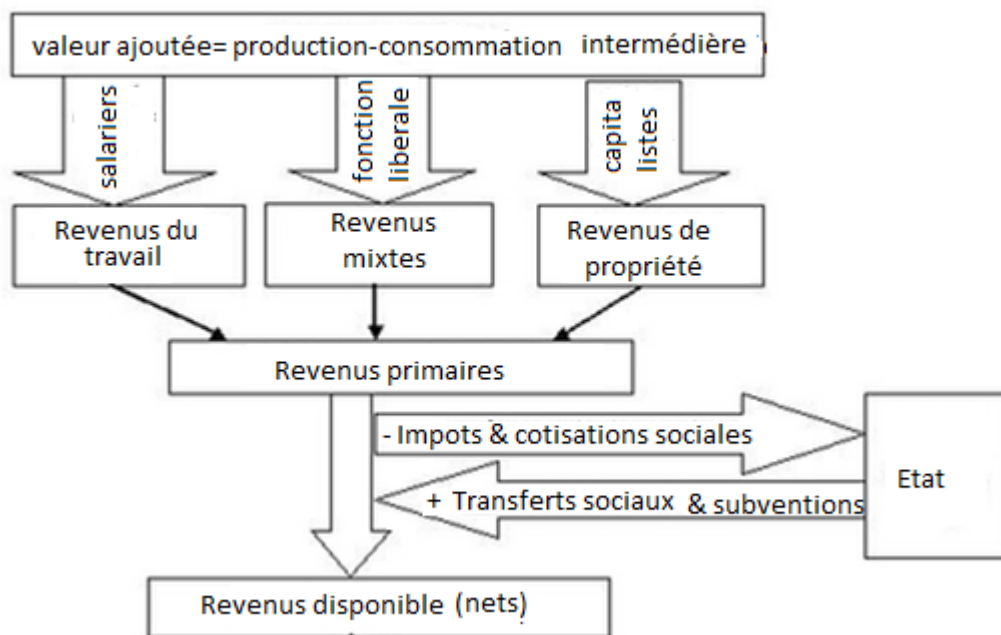 valeur ajoutée= production-consommation intermédière
salariers
fonction
liberale
capita
listes
Revenus du
travail
Revenus
mixtes
Revenus de
propriété
Revenus primaires
- Impots & cotisations sociales
+ Transferts sociaux & subventions
Etat
Revenus disponible (nets)